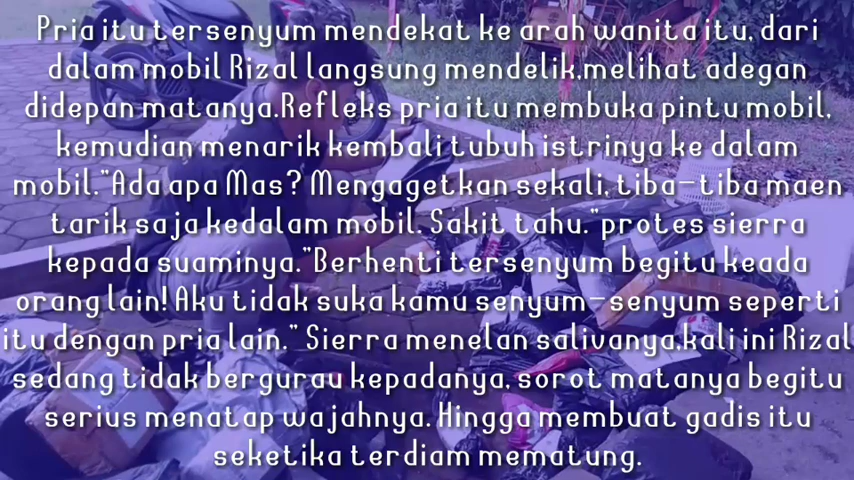 Pria itu tersenyum mendekat ke arah wanita itu, dari
dalam mobil Rizal langsung mendelik,melihat adegan
didepan matanya.Refleks pria itu membuka pintu mobil,
kemudian menarik kembali tubuh istrinya ke dalam
mobil."Ada apa Mas? Mengagetkan sekali, tiba-tiba maen
tarik saja kedalam mobil. Sakit tahu."protes sierra
kepada suaminya."Berhenti tersenyum begitu keada
orang lain! Aku tidak suka kamu senyum-senyum seperti
itu dengan pria lain." Sierra menelan salivanya,kali ini Rizal
sedang tidak bergurau kepadanya, sorot matanya begitu
serius menatap wajahnya. Hingga membuat gadis itu
seketika terdiam mematung.